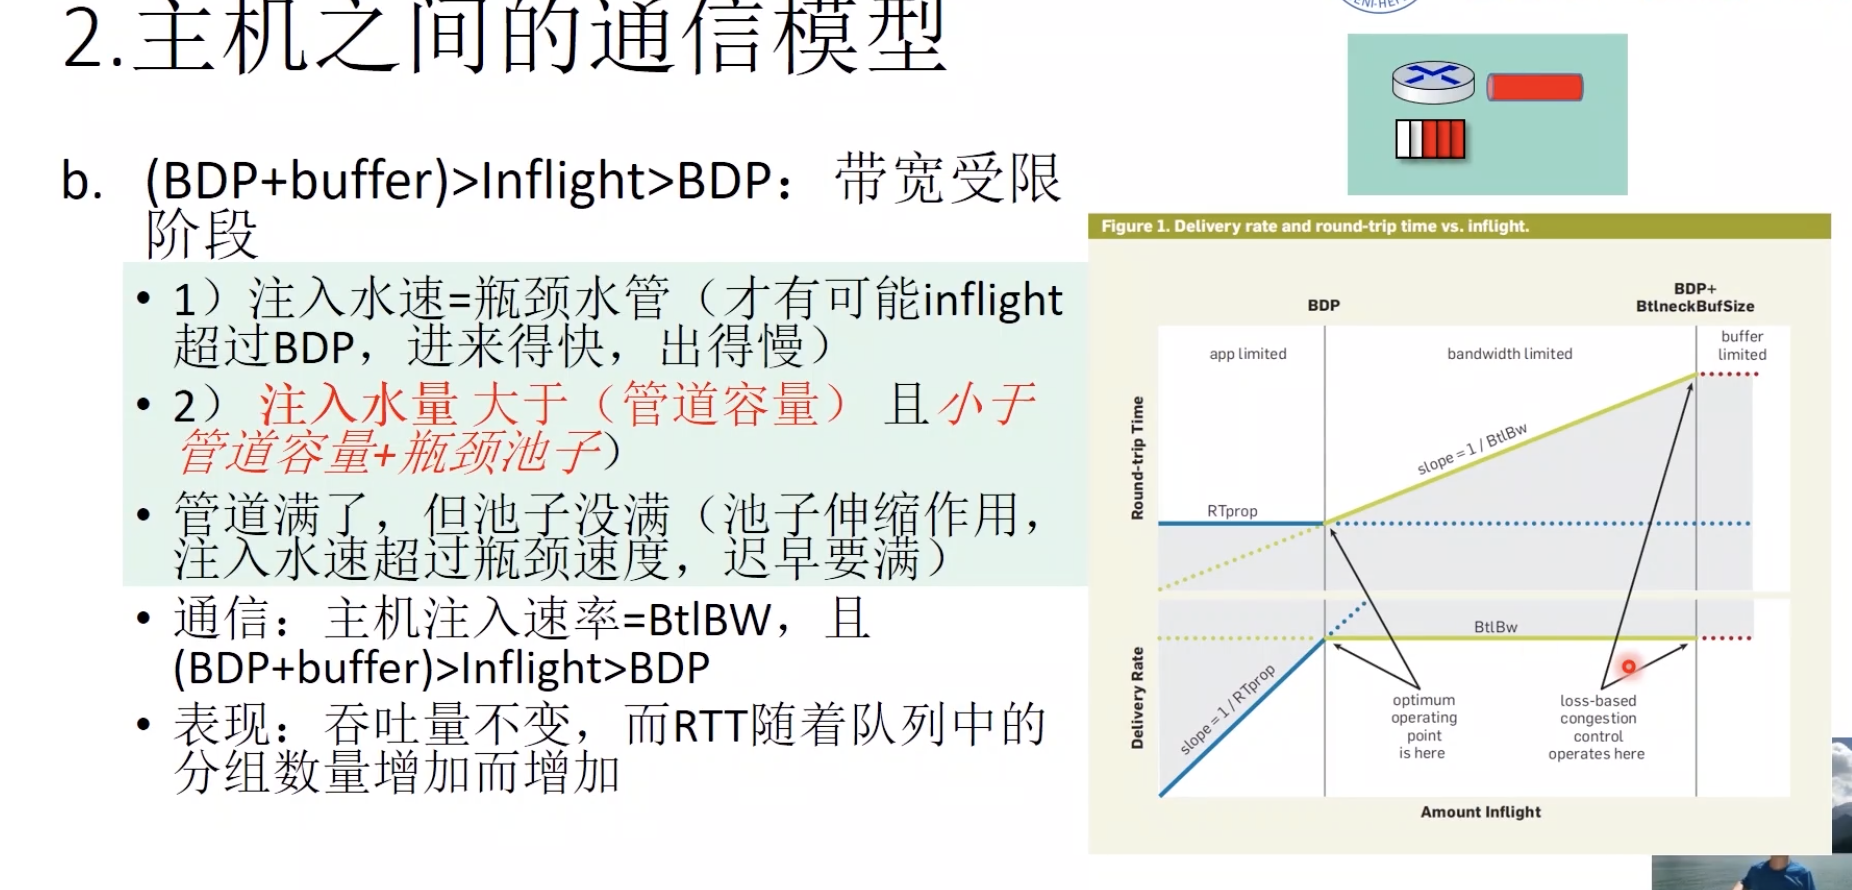 2.主机之间的通信模型
b. (BDP+buffer)>Inflight>BDP：带宽受限
阶段
• 1）注入水速=瓶颈水管（才有可能inflight
超过BDP，进来得快，出得慢）
• 2） 注入水量 大于（管道容量） 且小于
管道容量+瓶颈池子）
• 管道满了，但池子没满（池子伸缩作用，
注入水速超过瓶颈速度，迟早要满）
• 通信：主机注入速率=BtlBW，且
(BDP+buffer)>Inflight>BDP
• 表现：吞吐量不变，而RTT随着队列中的
分组数量增加而增加
Figure 1. Delivery rate and round-trip time vs. inflight.
BDP
BDP+
BtlneckBufSize
app limited
bandwidth limited
buffer
limited
Round-trip Time
RTprop
slope = 1 / BtlBw
Delivery Rate
slope = 1 / RTprop
BtlBw
optimum
operating
point
is here
loss-based
congestion
control
operates here
Amount Inflight